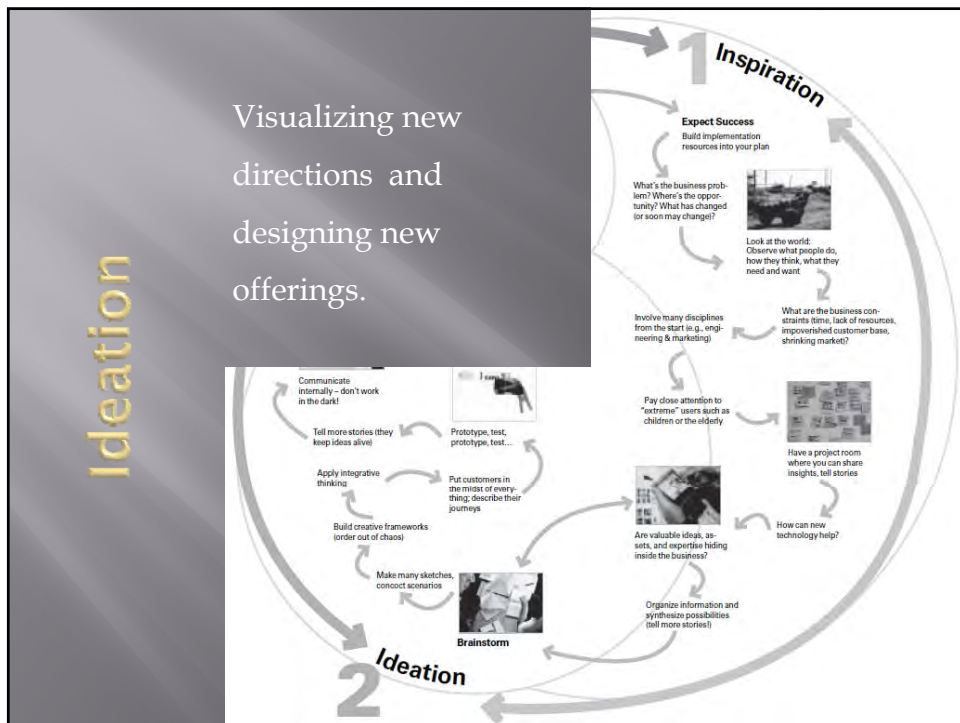 Ideation
Visualizing new
directions and
designing new
offerings.
1
Inspiration
Expect Success
Build implementation
resources into your plan
What's the business prob-
lem? Where's the oppor-
tunity? What has changed
(or soon may change)?
Look at the world:
Observe what people do,
how they think, what they
need and want
What are the business con-
straints (time, lack of resources,
impoverished customer base,
shrinking market)?
Involve many disciplines
from the start (e.g., engi-
neering & marketing)
Pay close attention to
"extreme" users such as
children or the elderly
Have a project room
where you can share
insights, tell stories
How can new
technology help?
Are valuable ideas, as-
sets, and expertise hiding
inside the business?
Organize information and
synthesize possibilities
(tell more stories!)
2
Ideation
Brainstorm
Make many sketches,
concoct scenarios
Build creative frameworks
(order out of chaos)
Apply integrative
thinking
Put customers in
the midst of every-
thing; describe their
journeys
Prototype, test,
prototype, test...
Tell more stories (they
keep ideas alive)
Communicate
internally – don't work
in the dark!